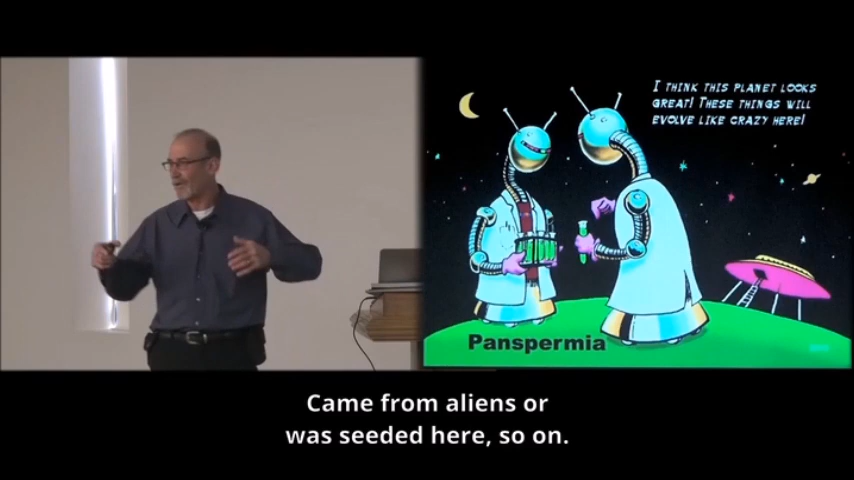 I THINK THIS PLANET LOOKS
GREAT! THESE THINGS WILL
EVOLVE LIKE CRAZY HERE!
Panspermia
Came from aliens or
was seeded here, so on.